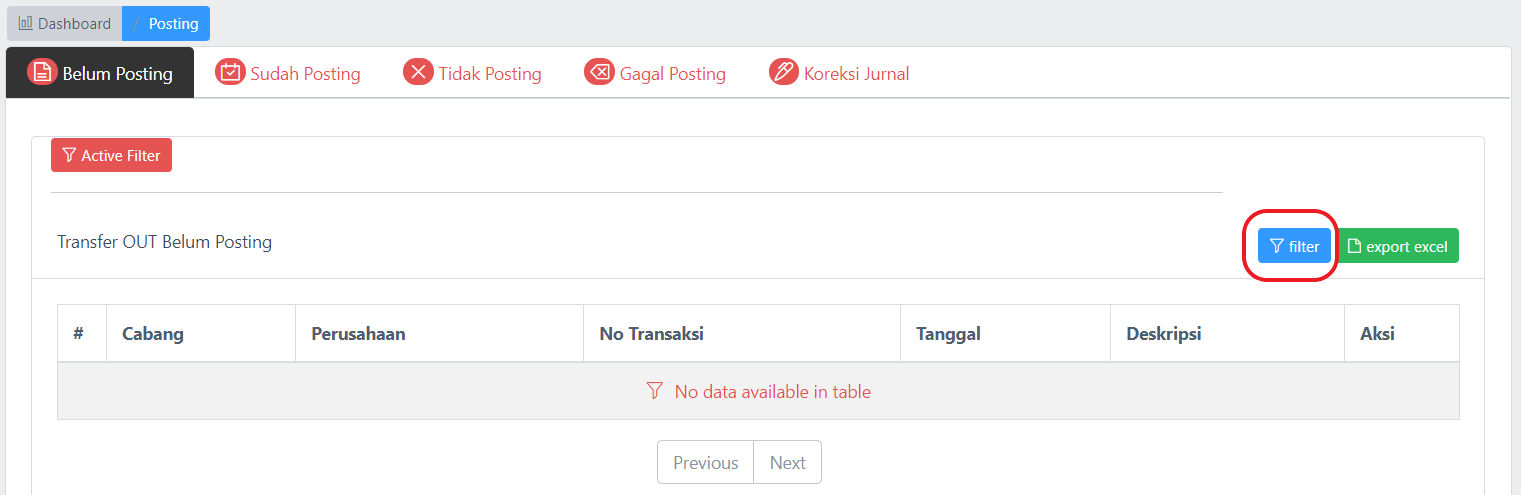 Dashboard / Posting
Belum Posting Sudah Posting Tidak Posting Gagal Posting Koreksi Jurnal
Active Filter
Transfer OUT Belum Posting filter export excel
# Cabang Perusahaan No Transaksi Tanggal Deskripsi Aksi
No data available in table
Previous Next